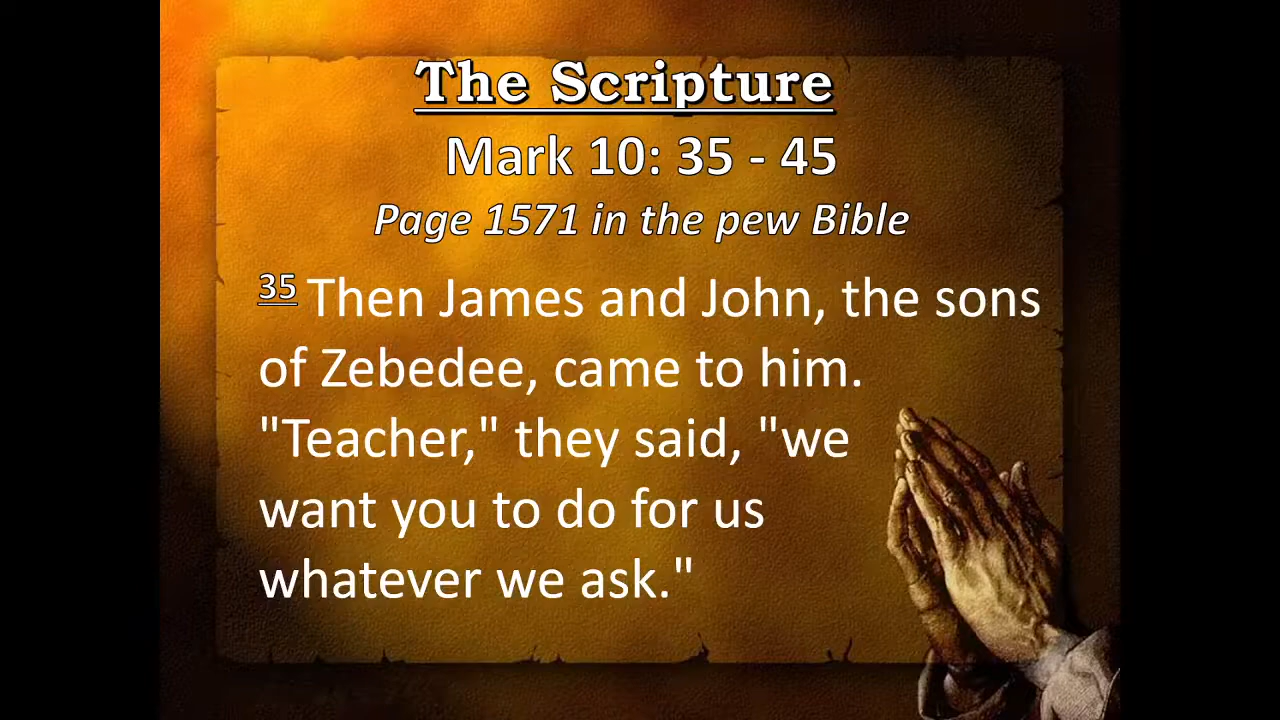 The Scripture
Mark 10: 35 - 45
Page 1571 in the pew Bible
35 Then James and John, the sons
of Zebedee, came to him.
"Teacher," they said, "we
want you to do for us
whatever we ask."